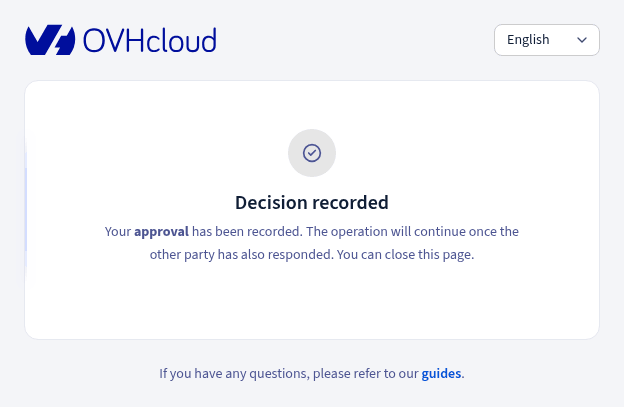 OVHcloud
English
Decision recorded
Your approval has been recorded. The operation will continue once the
other party has also responded. You can close this page.
If you have any questions, please refer to our guides.